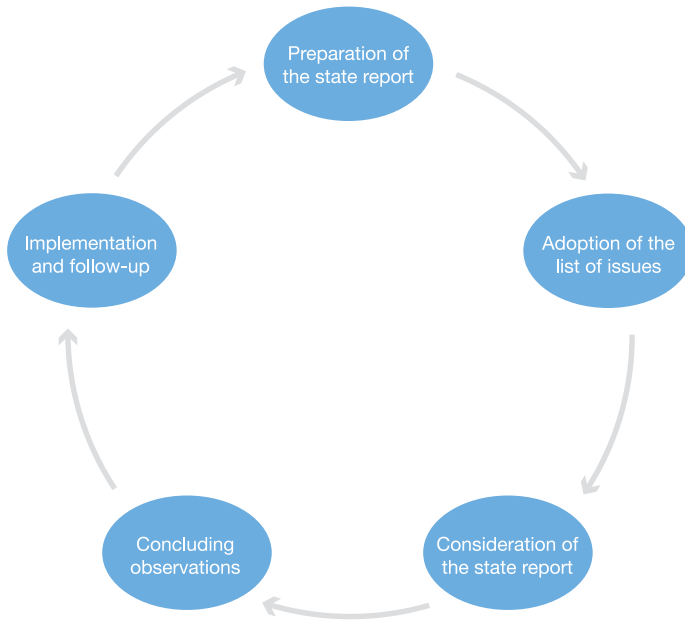 Preparation of
the state report
Adoption of the
list of issues
Consideration of
the state report
Concluding
observations
Implementation
and follow-up